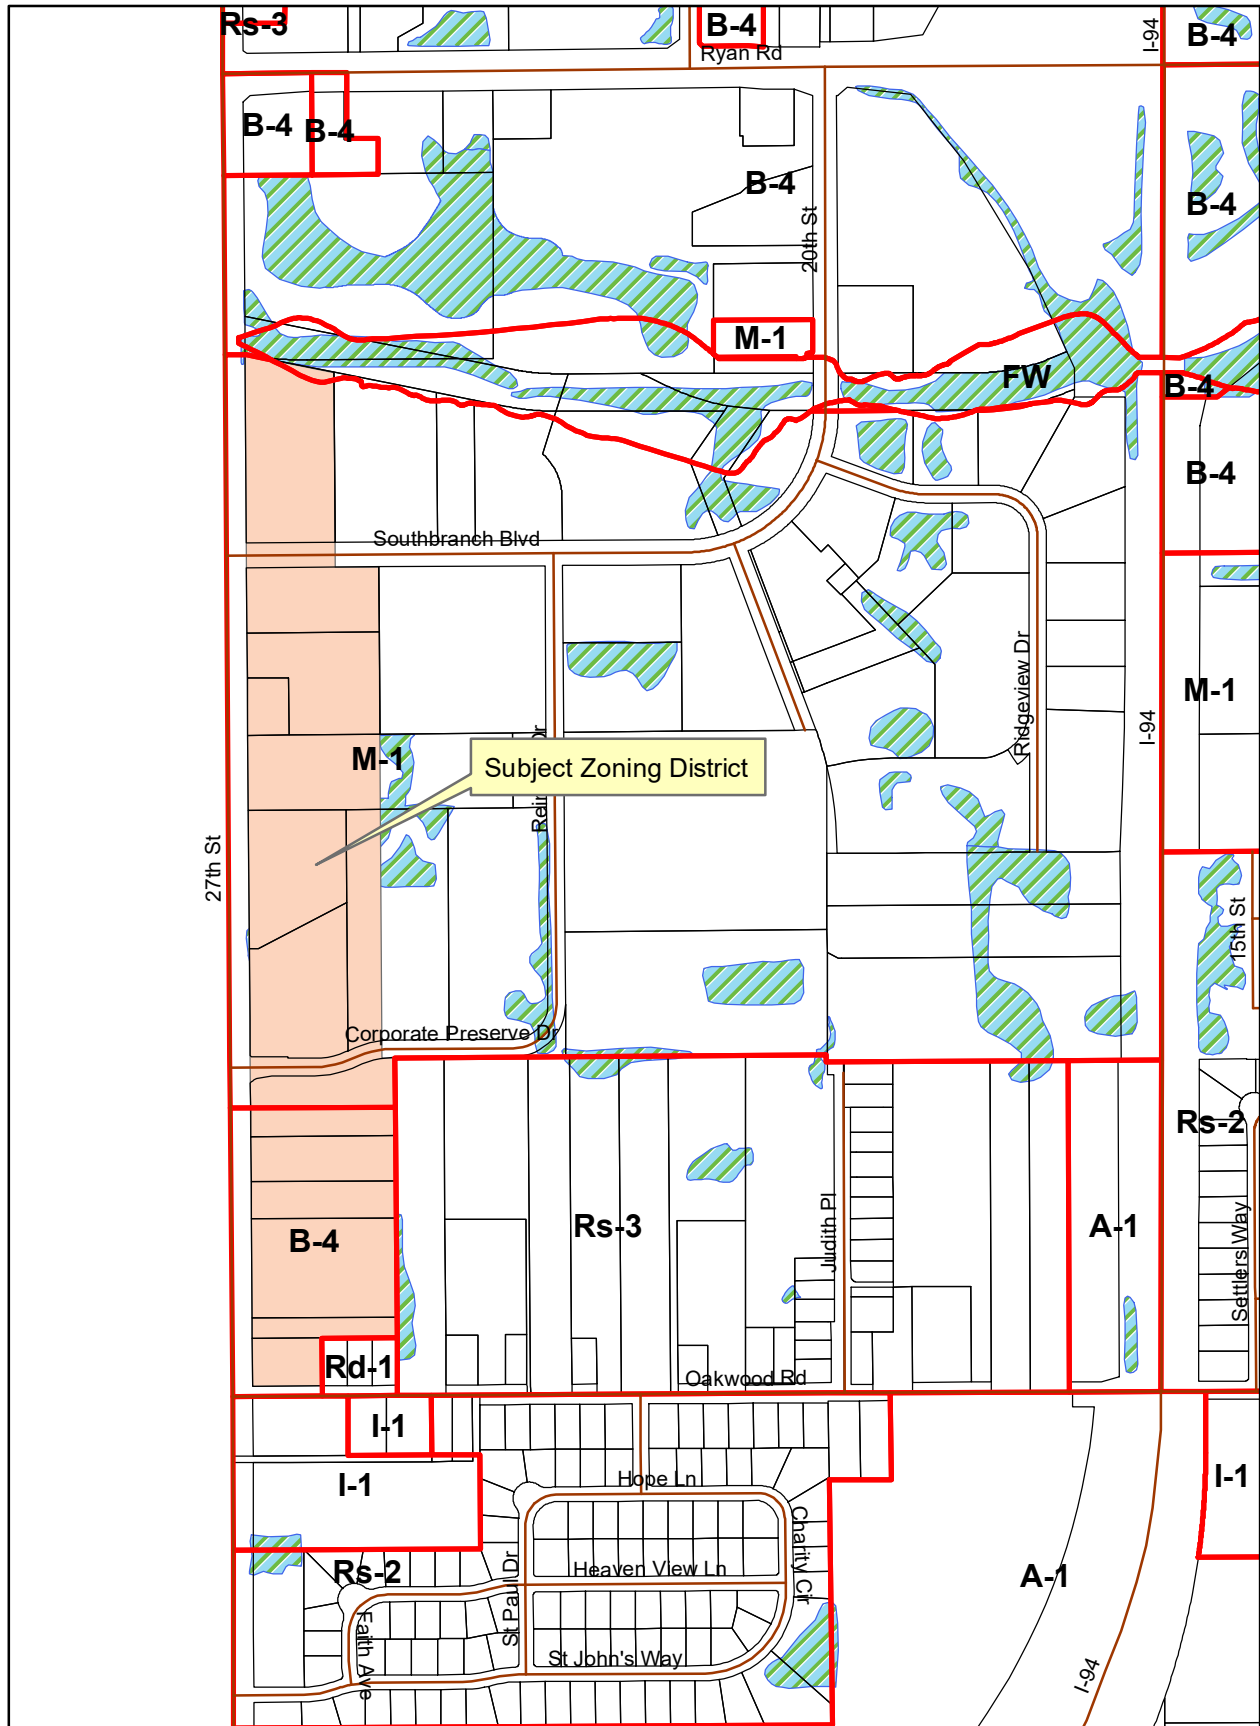 Rs-3
B-4
I-94
B-4
Ryan Rd
B-4
B-4
B-4
B-4
20th St
M-1
FW
B-4
B-4
Southbranch Blvd
Ridgeview Dr
M-1
M-1
Subject Zoning District
I-94
27th St
15th St
Corporate Preserve Dr
Rs-2
Rs-3
Judith Pl
A-1
B-4
Settlers Way
Rd-1
Oakwood Rd
I-1
I-1
Hope Ln
I-1
Charity Cir
Rs-2
St Paul Dr
Heaven View Ln
A-1
Faith Ave
St John's Way
I-94